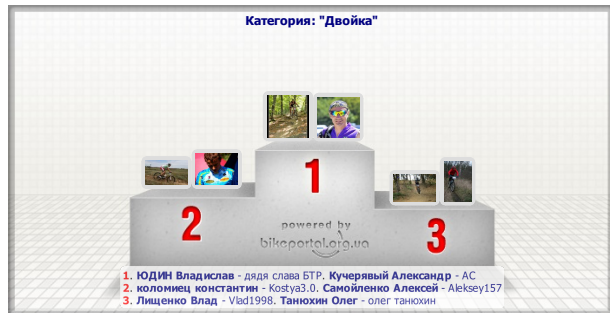 Категория: "Двойка"
1
2
3
powered by
bikeportal.org.ua
1. ЮДИН Владислав - дядя слава БТР. Кучерявый Александр - АС
2. коломиец константин - Kostya3.0. Самойленко Алексей - Aleksey157
3. Лищенко Влад - Vlad1998. Танюхин Олег - олег танюхин